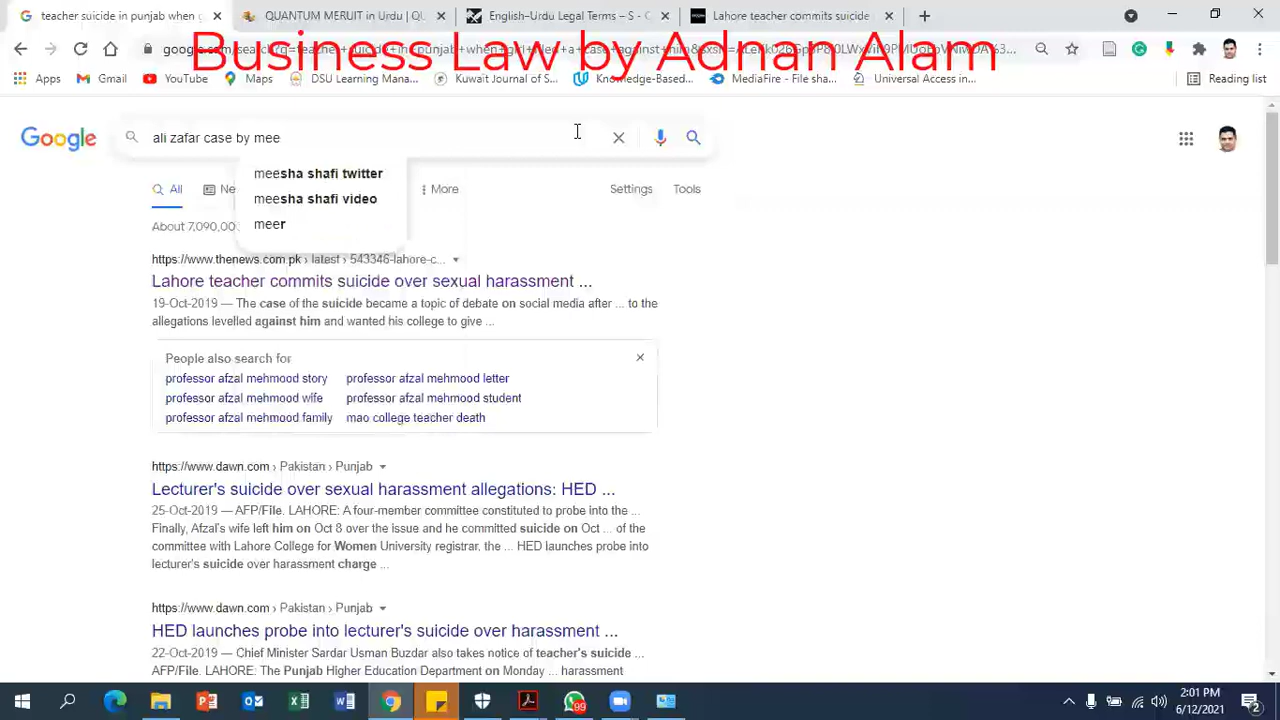 teacher suicide in punjab when g
QUANTUM MERUIT in Urdu | Q
English–Urdu Legal Terms – S - C
Lahore teacher commits suicide
Business Law by Adnan Alam
Apps
Gmail
YouTube
Maps
DSU Learning Mana...
Kuwait Journal of S...
Knowledge-Based...
MediaFire - File sha...
Universal Access in...
Reading list
Google
ali zafar case by mee
meesha shafi twitter
meesha shafi video
meer
All
Ne
More
Settings
Tools
About 7,090,000
https://www.thenews.com.pk › latest › 543346-lahore-c...
Lahore teacher commits suicide over sexual harassment ...
19-Oct-2019 — The case of the suicide became a topic of debate on social media after ... to the
allegations levelled against him and wanted his college to give ...
People also search for
professor afzal mehmood story professor afzal mehmood letter
professor afzal mehmood wife professor afzal mehmood student
professor afzal mehmood family mao college teacher death
https://www.dawn.com › Pakistan › Punjab
Lecturer's suicide over sexual harassment allegations: HED ...
25-Oct-2019 — AFP/File. LAHORE: A four-member committee constituted to probe into the ...
Finally, Afzal's wife left him on Oct 8 over the issue and he committed suicide on Oct ... of the
committee with Lahore College for Women University registrar, the ... HED launches probe into
lecturer's suicide over harassment charge ...
https://www.dawn.com › Pakistan › Punjab
HED launches probe into lecturer's suicide over harassment ...
22-Oct-2019 — Chief Minister Sardar Usman Buzdar also takes notice of teacher's suicide ...
AFP/File. LAHORE: The Punjab Higher Education Department on Monday ... harassment
99
2:01 PM
6/12/2021
2